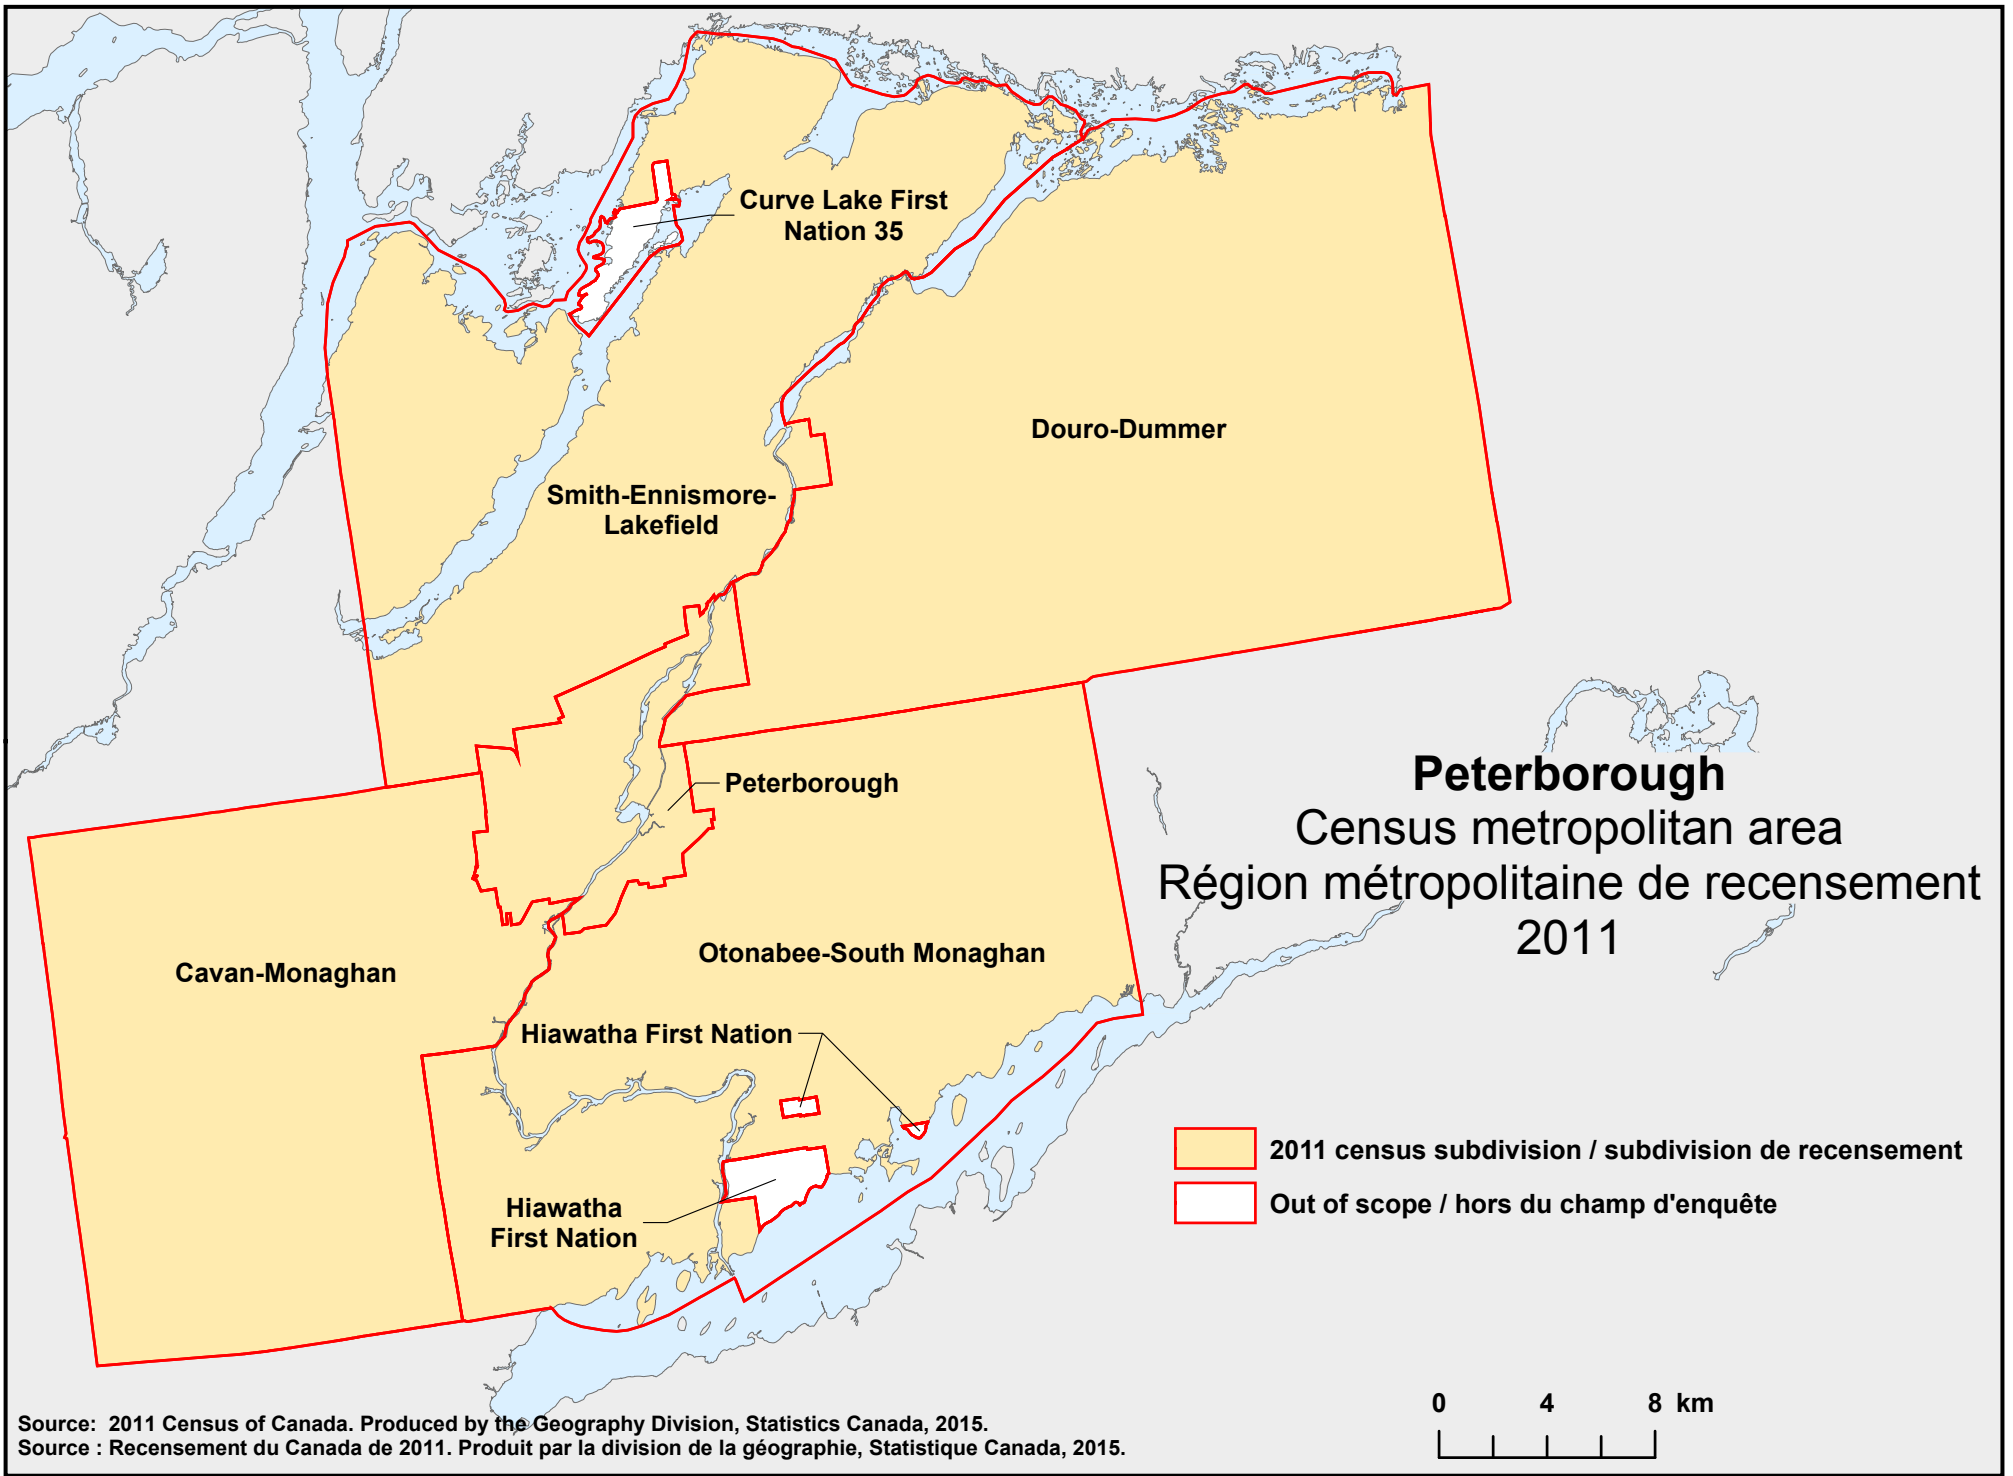 Curve Lake First
Nation 35
Douro-Dummer
Smith-Ennismore-
Lakefield
Peterborough
Peterborough
Census metropolitan area
Région métropolitaine de recensement
2011
Cavan-Monaghan
Otonabee-South Monaghan
Hiawatha First Nation
Hiawatha
First Nation
2011 census subdivision / subdivision de recensement
Out of scope / hors du champ d'enquête
0 4 8 km
Source: 2011 Census of Canada. Produced by the Geography Division, Statistics Canada, 2015.
Source : Recensement du Canada de 2011. Produit par la division de la géographie, Statistique Canada, 2015.